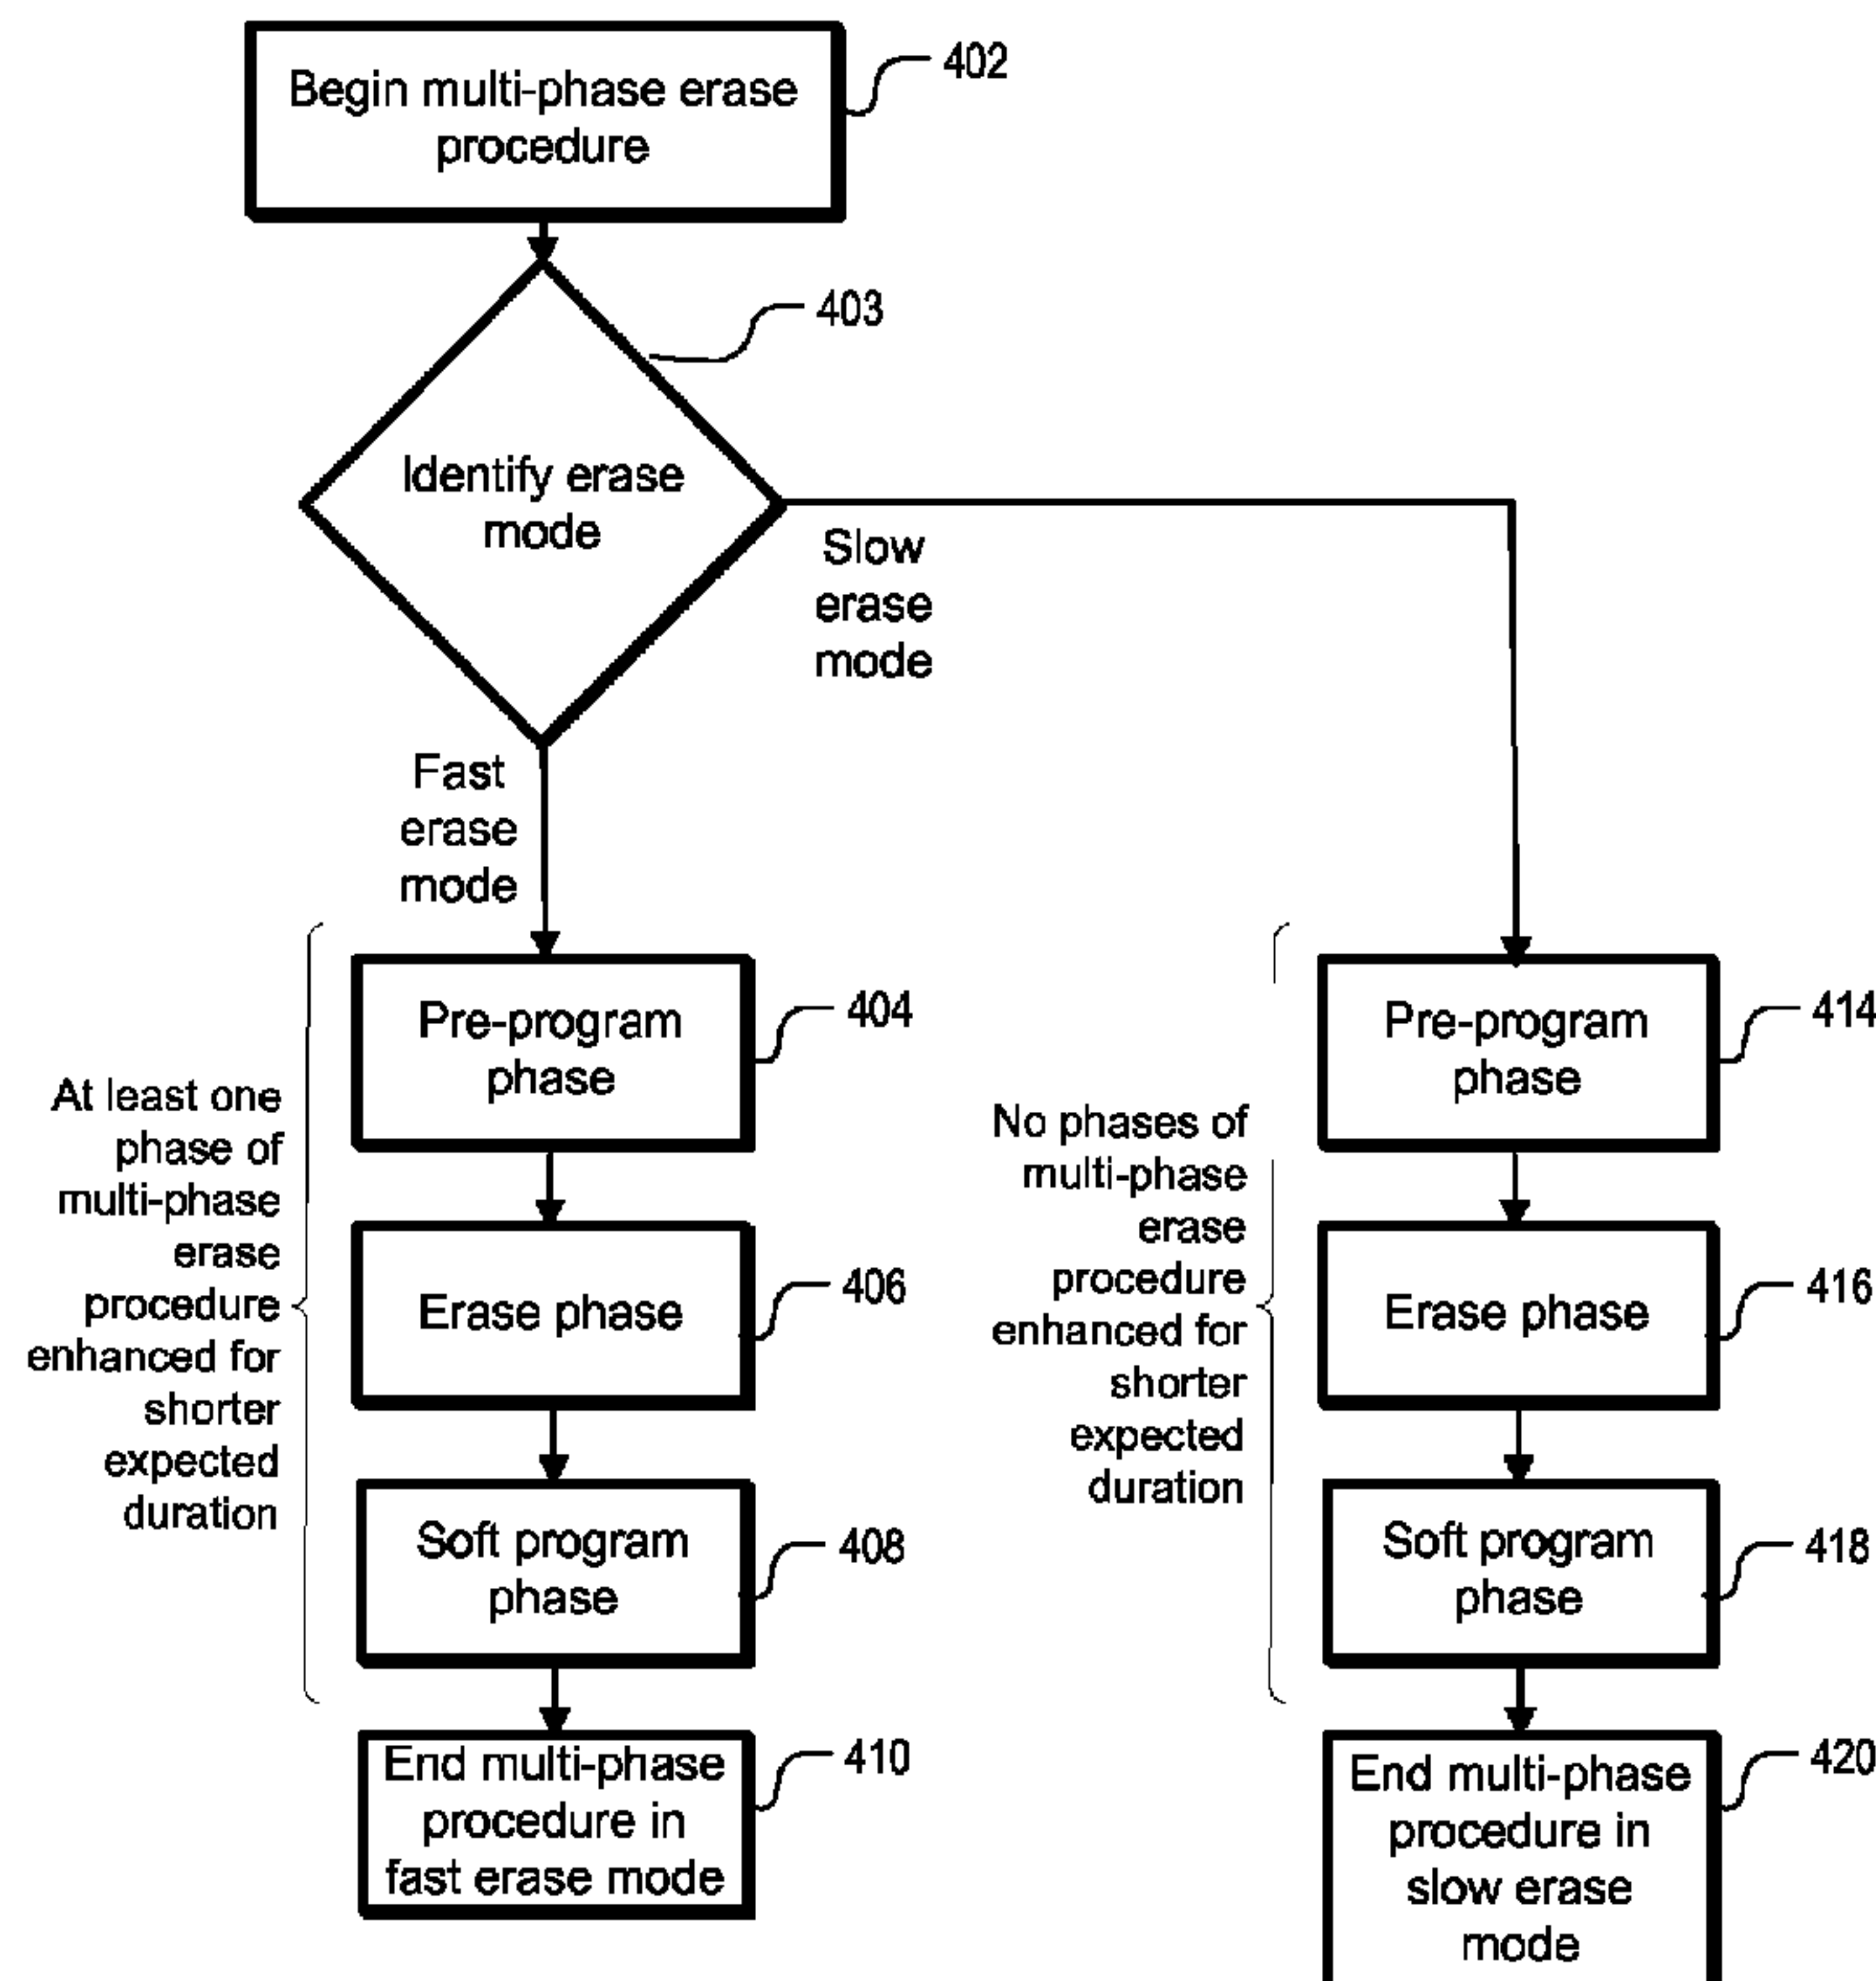 Begin multi-phase erase
procedure
402
403
Identify erase
mode
Slow
erase
mode
Fast
erase
mode
At least one
phase of
multi-phase
erase
procedure
enhanced for
shorter
expected
duration
Pre-program
phase
404
Erase phase
406
Soft program
phase
408
End multi-phase
procedure in
fast erase mode
410
No phases of
multi-phase
erase
procedure
enhanced for
shorter
expected
duration
Pre-program
phase
414
Erase phase
416
Soft program
phase
418
End multi-phase
procedure in
slow erase
mode
420